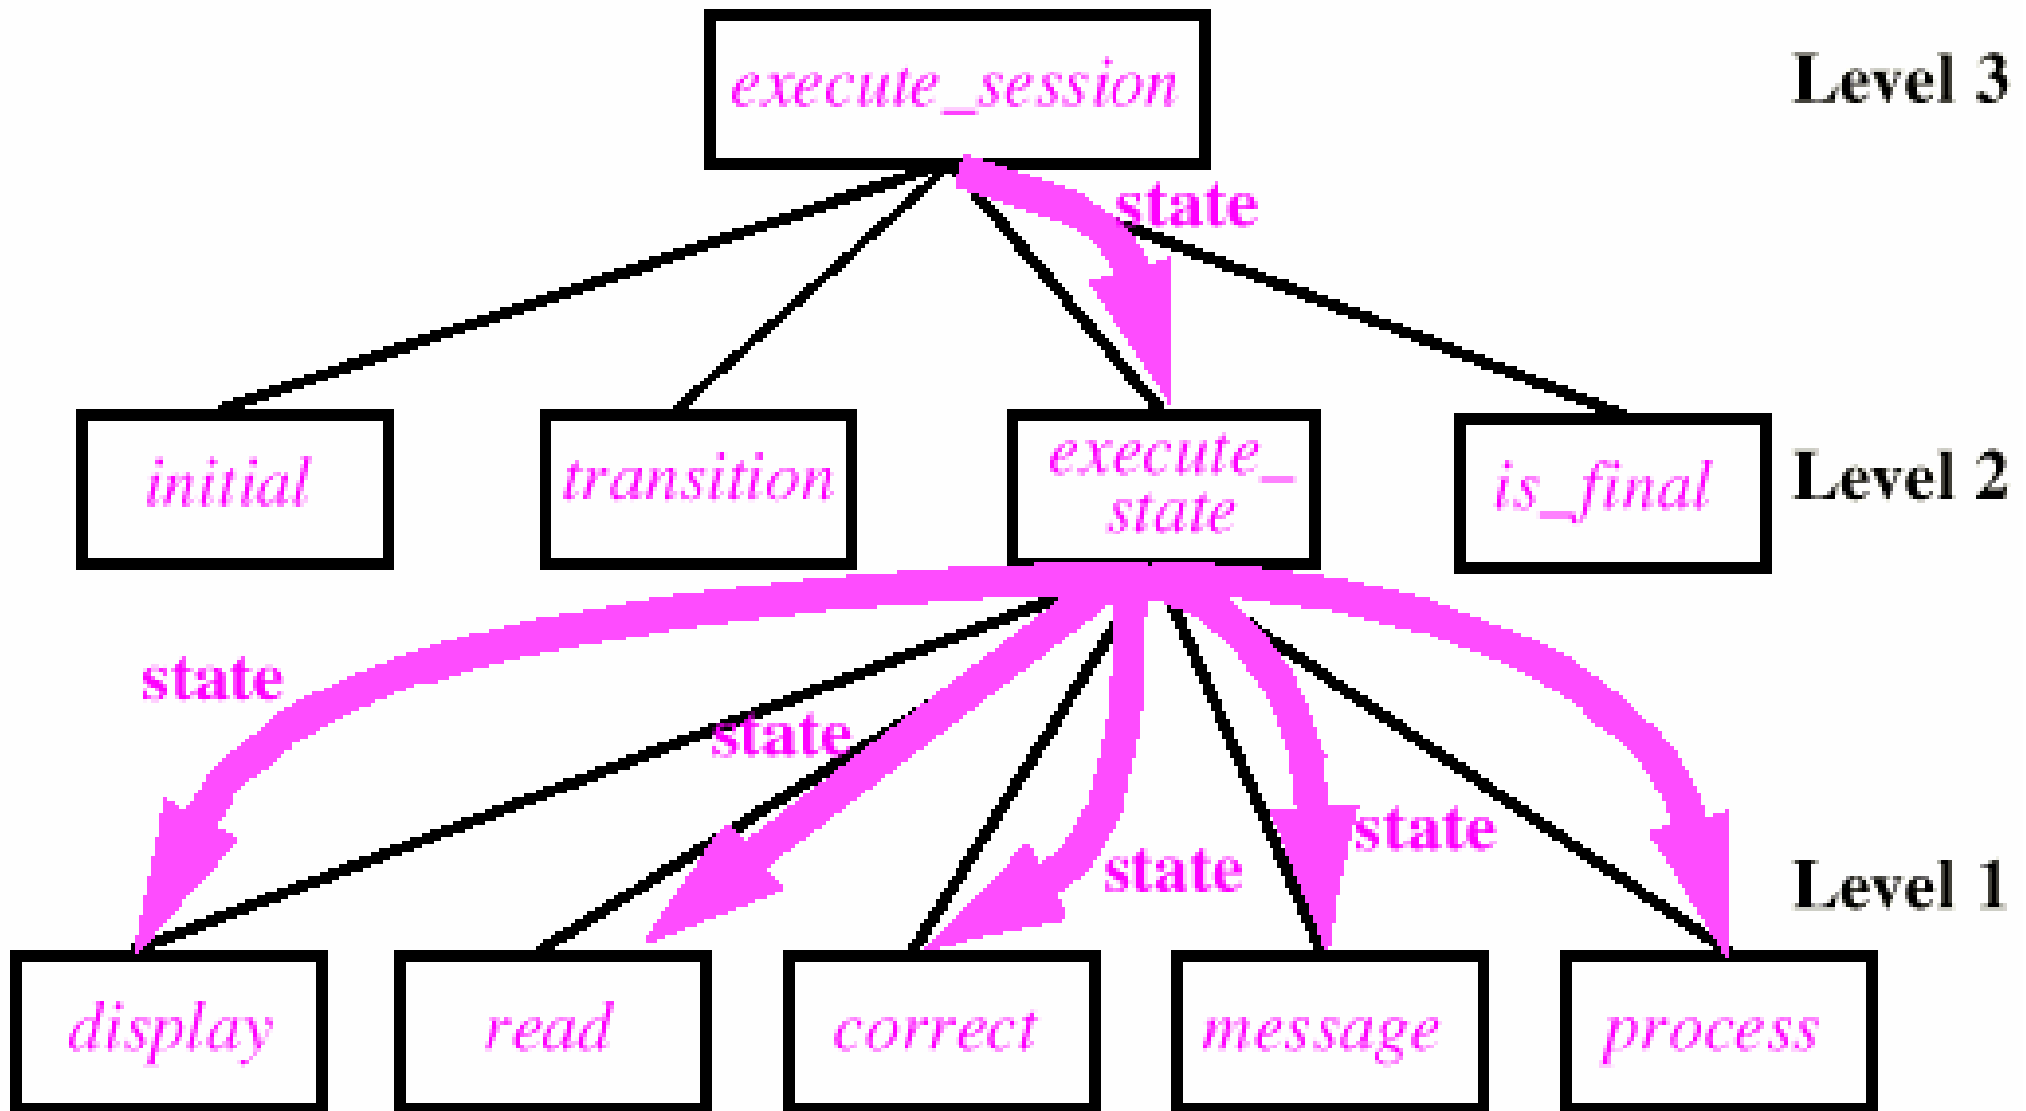 execute_session
Level 3
state
initial
transition
execute_
state
is_final
Level 2
state
state
state
state
Level 1
display
read
correct
message
process